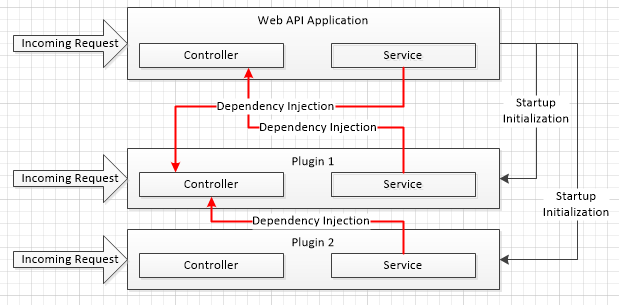 Web API Application
Incoming Request
Controller
Service
Dependency Injection
Startup
Initialization
Dependency Injection
Plugin 1
Incoming Request
Controller
Service
Startup
Initialization
Dependency Injection
Plugin 2
Incoming Request
Controller
Service